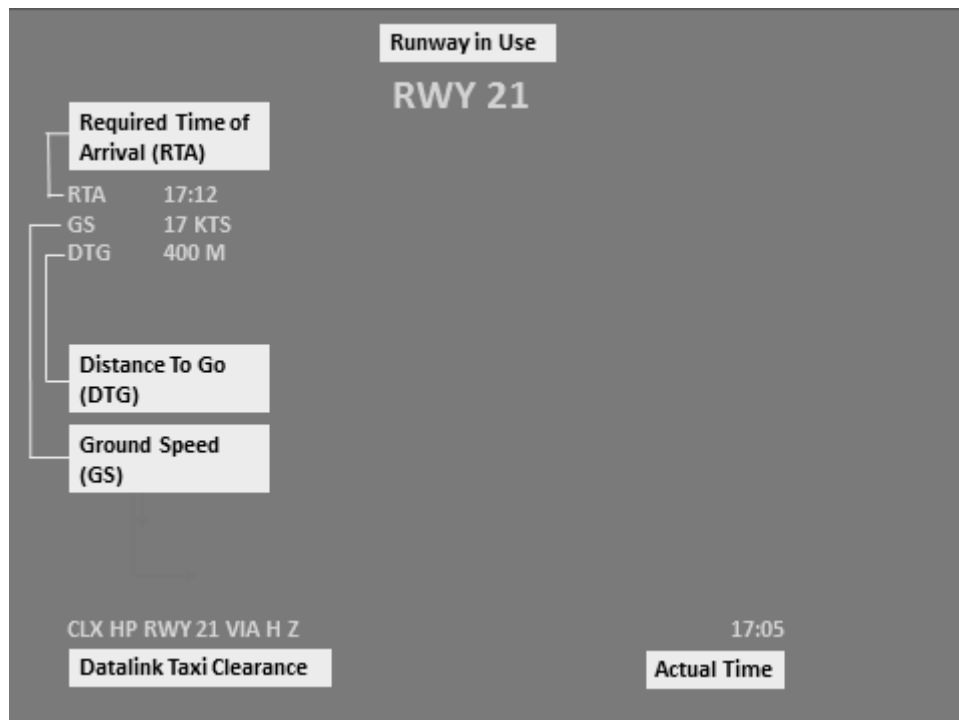 Runway in Use
RWY 21
Required Time of
Arrival (RTA)
RTA 17:12
GS 17 KTS
DTG 400 M
Distance To Go
(DTG)
Ground Speed
(GS)
CLX HP RWY 21 VIA H Z
17:05
Datalink Taxi Clearance
Actual Time